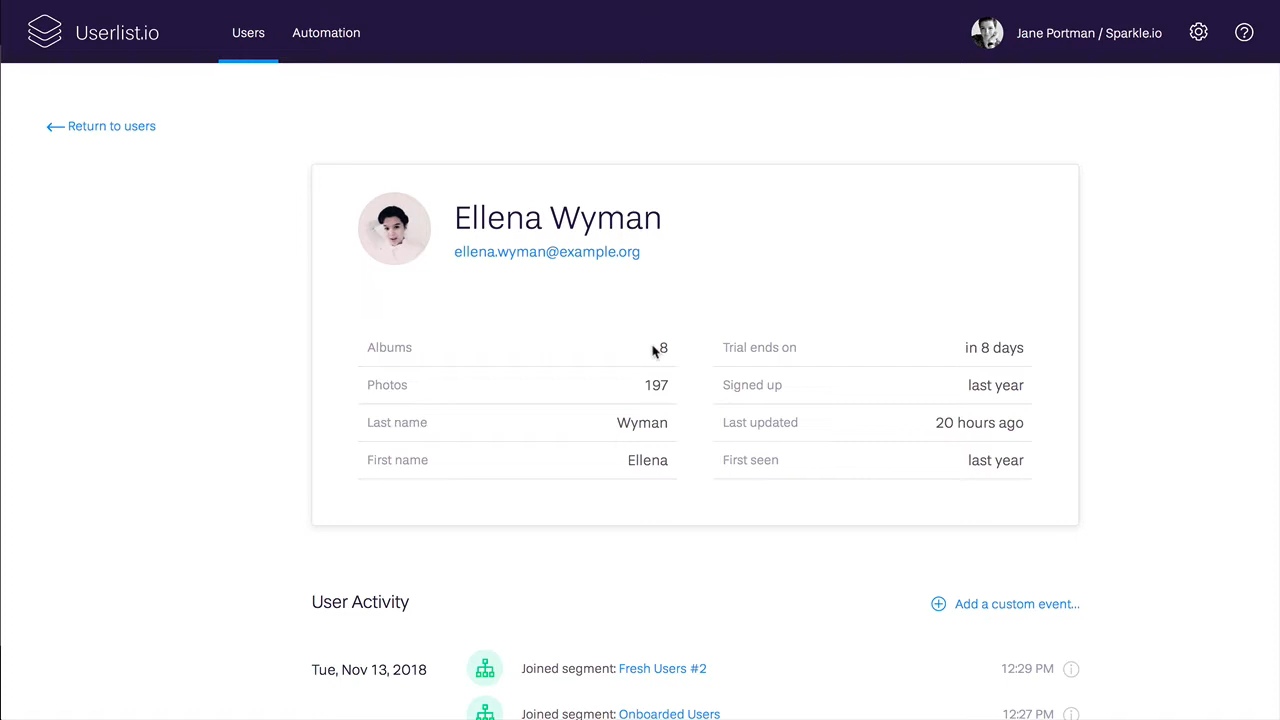 Userlist.io
Users
Automation
Jane Portman / Sparkle.io
Return to users
Ellena Wyman
ellena.wyman@example.org
Albums 8
Trial ends on in 8 days
Photos 197
Signed up last year
Last name Wyman
Last updated 20 hours ago
First name Ellena
First seen last year
User Activity
Add a custom event...
Tue, Nov 13, 2018
Joined segment: Fresh Users #2
12:29 PM
Joined segment: Onboarded Users
12:27 PM